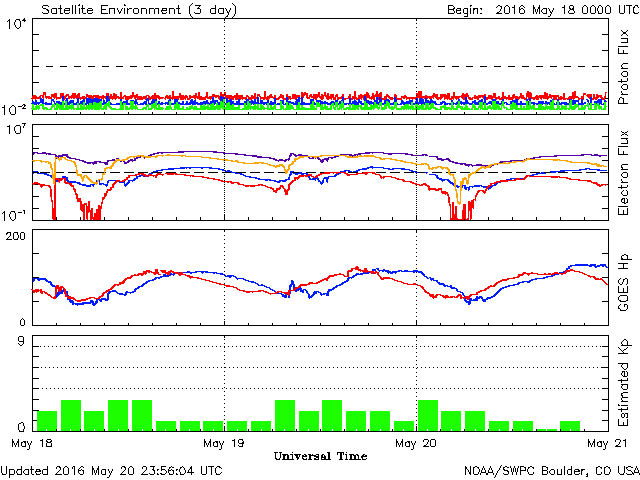 Satellite Environment (3 day) Begin: 2016 May 18 0000 UTC
10^4
Proton Flux
10^-2
10^7
Electron Flux
10^-1
200
GOES Hp
0
9
Estimated Kp
0
May 18 May 19 May 20 May 21
Universal Time
Updated 2016 May 20 23:56:04 UTC NOAA/SWPC Boulder, CO USA